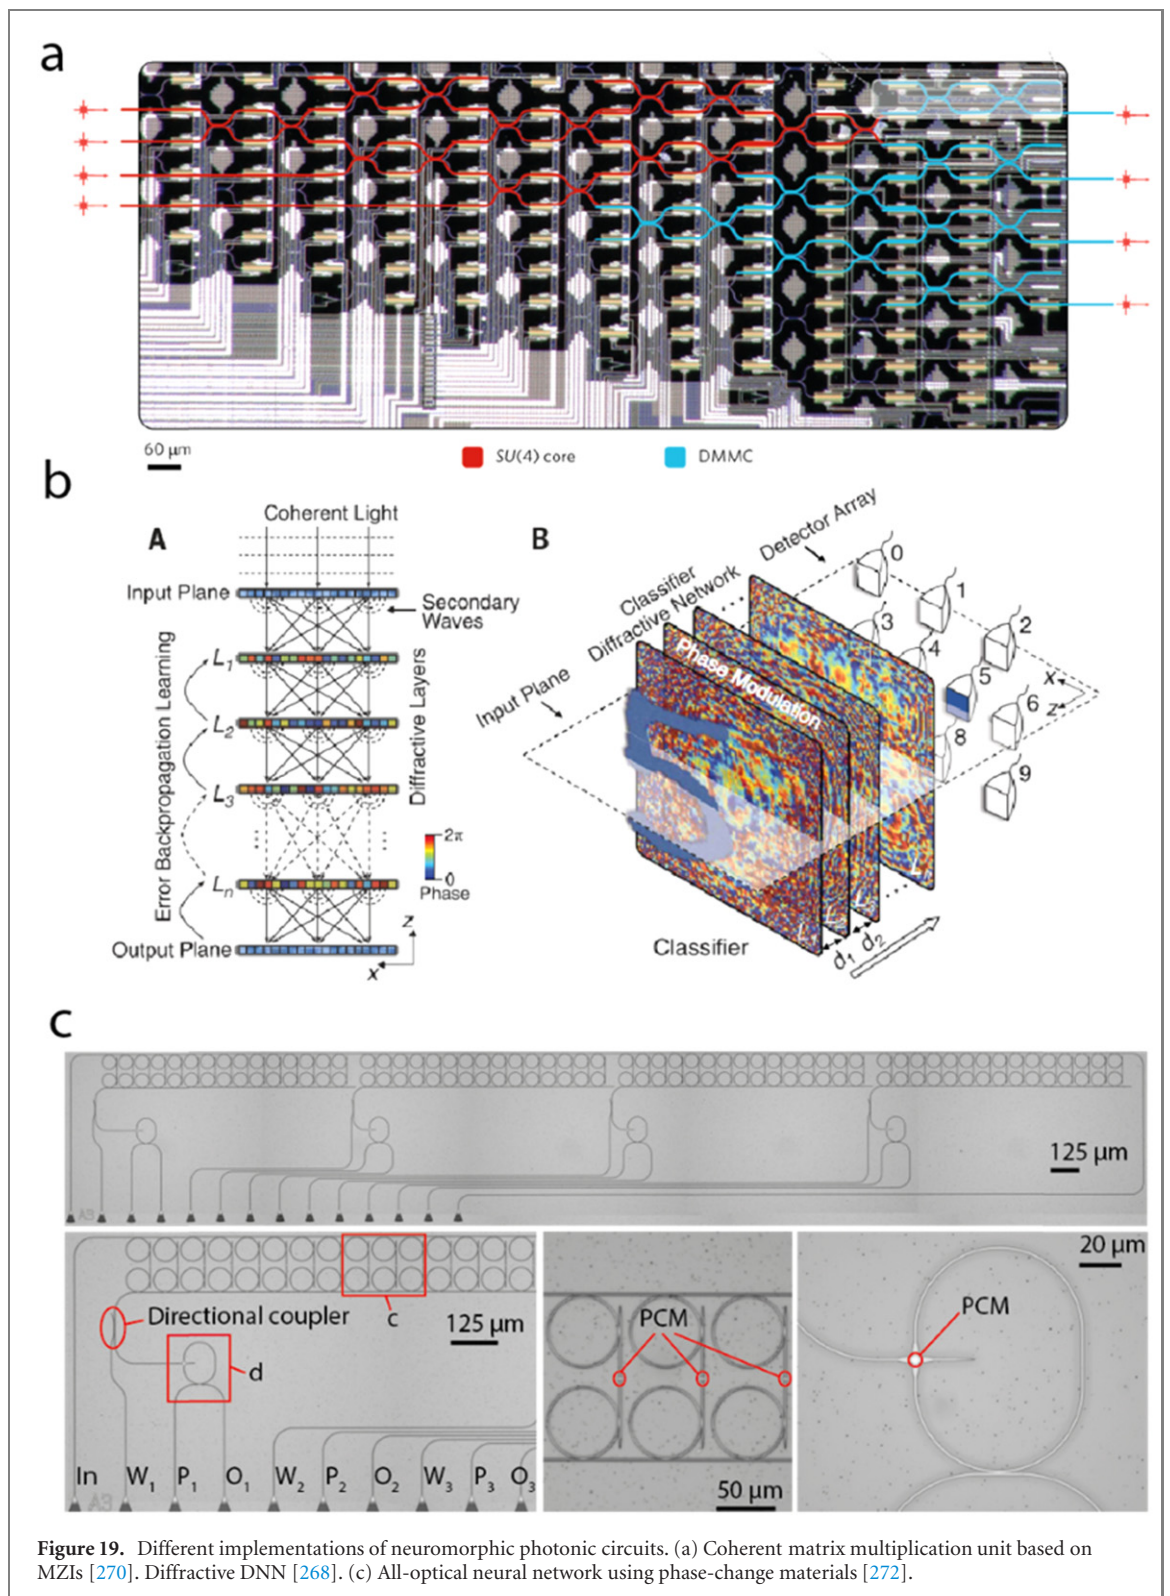 a
60 µm
SU(4) core
DMMC
b
A
Coherent Light
Input Plane
Secondary
Waves
L1
L2
L3
Ln
Error Backpropagation Learning
Diffractive Layers
2π
0
Phase
Output Plane
z
x
B
Detector Array
Classifier
Diffractive Network
Input Plane
Phase Modulation
0
1
2
3
4
5
6
8
9
x
z
L
L
L
L
d1
d2
Classifier
c
125 µm
A3
Directional coupler
c
125 µm
d
In
W1
P1
O1
W2
P2
O2
W3
P3
O3
A3
PCM
50 µm
20 µm
PCM
Figure 19. Different implementations of neuromorphic photonic circuits. (a) Coherent matrix multiplication unit based on
MZIs [270]. Diffractive DNN [268]. (c) All-optical neural network using phase-change materials [272].